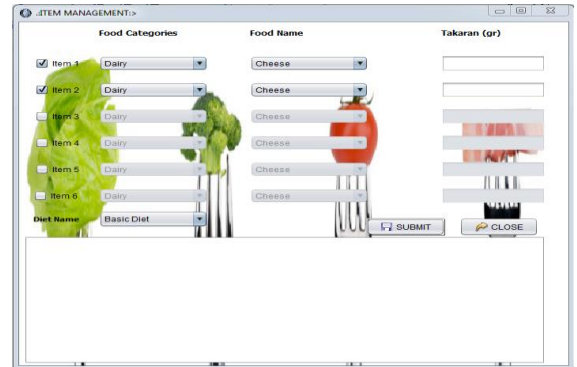 .:ITEM MANAGEMENT:>
Food Categories Food Name Takaran (gr)
Item 1 Dairy Cheese
Item 2 Dairy Cheese
Item 3 Dairy Cheese
Item 4 Dairy Cheese
Item 5 Dairy Cheese
Item 6 Dairy Cheese
Diet Name Basic Diet SUBMIT CLOSE